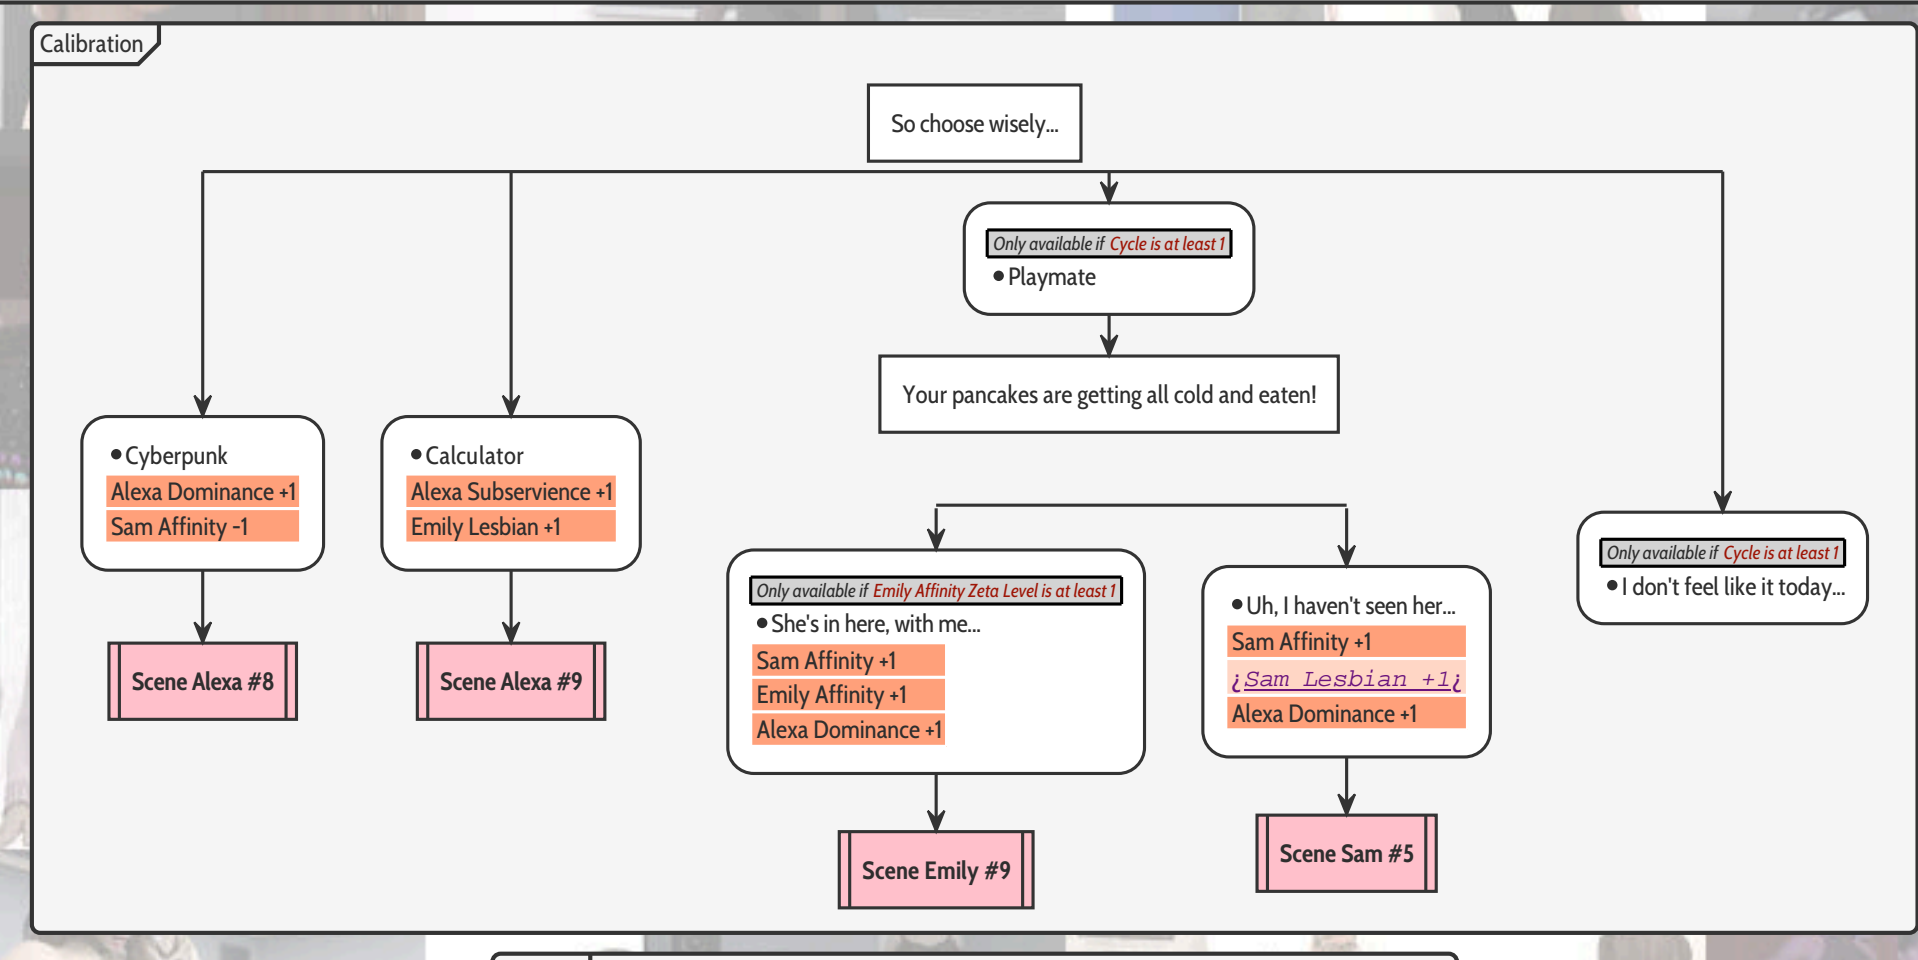 Calibration
So choose wisely...
Only available if Cycle is at least 1
• Playmate
Your pancakes are getting all cold and eaten!
• Cyberpunk
Alexa Dominance +1
Sam Affinity -1
Scene Alexa #8
• Calculator
Alexa Subservience +1
Emily Lesbian +1
Scene Alexa #9
Only available if Emily Affinity Zeta Level is at least 1
• She's in here, with me...
Sam Affinity +1
Emily Affinity +1
Alexa Dominance +1
Scene Emily #9
• Uh, I haven't seen her...
Sam Affinity +1
¿Sam Lesbian +1¿
Alexa Dominance +1
Scene Sam #5
Only available if Cycle is at least 1
• I don't feel like it today...